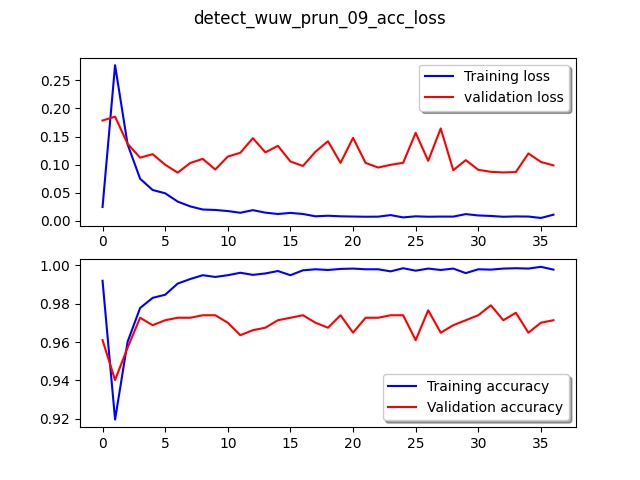 detect_wuw_prun_09_acc_loss
0.25
0.20
0.15
0.10
0.05
0.00
Training loss
validation loss
0 5 10 15 20 25 30 35
1.00
0.98
0.96
0.94
0.92
Training accuracy
Validation accuracy
0 5 10 15 20 25 30 35